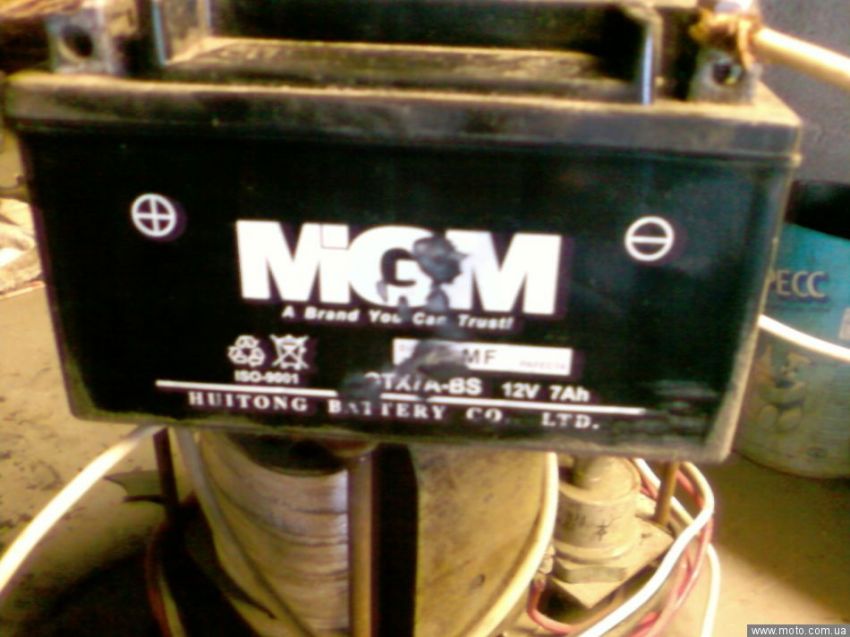 MGM
A Brand You Can Trust!
MF
ISO-9001
12V 7Ah
HUITONG BATTERY CO., LTD.
PECC
www.moto.com.ua